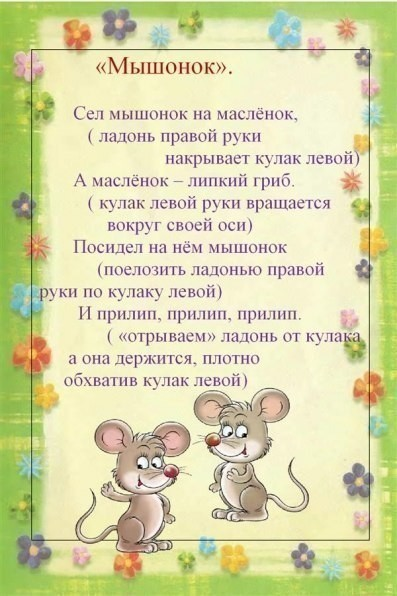 «Мышонок».
Сел мышонок на маслёнок,
( ладонь правой руки
накрывает кулак левой)
А маслёнок – липкий гриб.
( кулак левой руки вращается
вокруг своей оси)
Посидел на нём мышонок
(поелозить ладонью правой
руки по кулаку левой)
И прилип, прилип, прилип.
( «отрываем» ладонь от кулака
а она держится, плотно
обхватив кулак левой)